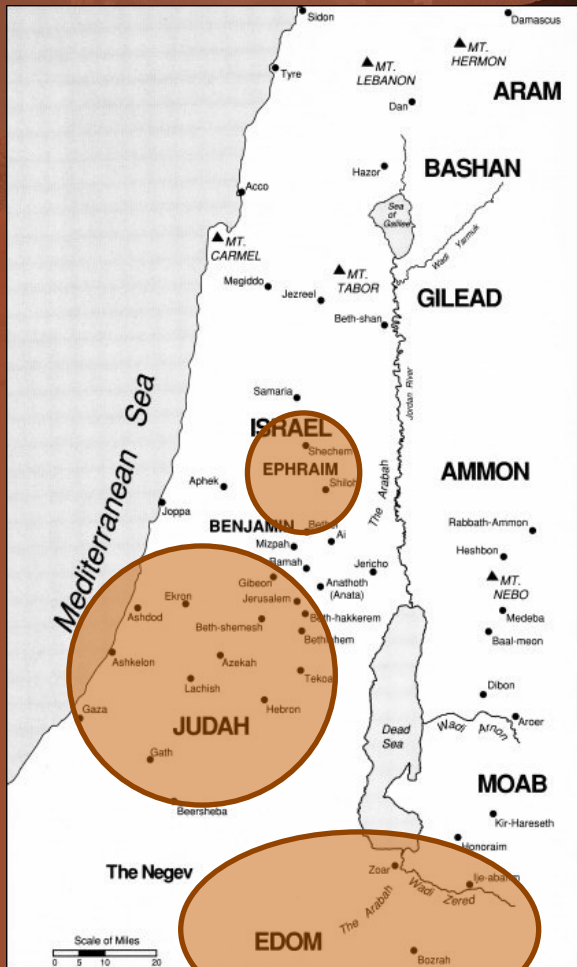 Sidon
Damascus
MT.
HERMON
MT.
LEBANON
Tyre
ARAM
Dan
BASHAN
Hazor
Acco
Sea
of
Galilee
Wadi Yarmuk
MT.
CARMEL
MT.
TABOR
Megiddo
Jezreel
GILEAD
Beth-shan
Jordan River
Samaria
Mediterranean Sea
ISRAEL
Shechem
EPHRAIM
AMMON
Aphek
Shiloh
The Arabah
Joppa
BENJAMIN
Bethel
Rabbath-Ammon
Mizpah
Ai
Heshbon
Ramah
Jericho
Gibeon
MT.
NEBO
Anathoth
(Anata)
Ekron
Jerusalem
Ashdod
Beth-hakkerem
Medeba
Beth-shemesh
Bethlehem
Baal-meon
Ashkelon
Azekah
Tekoa
Lachish
Hebron
Dibon
Gaza
JUDAH
Dead
Sea
Wadi Arnon
Aroer
Gath
MOAB
Beersheba
Kir-Hareseth
Honoraim
The Negev
Zoar
Ije-abarim
The Arabah
Wadi Zered
EDOM
Scale of Miles
0 5 10 20
Bozrah